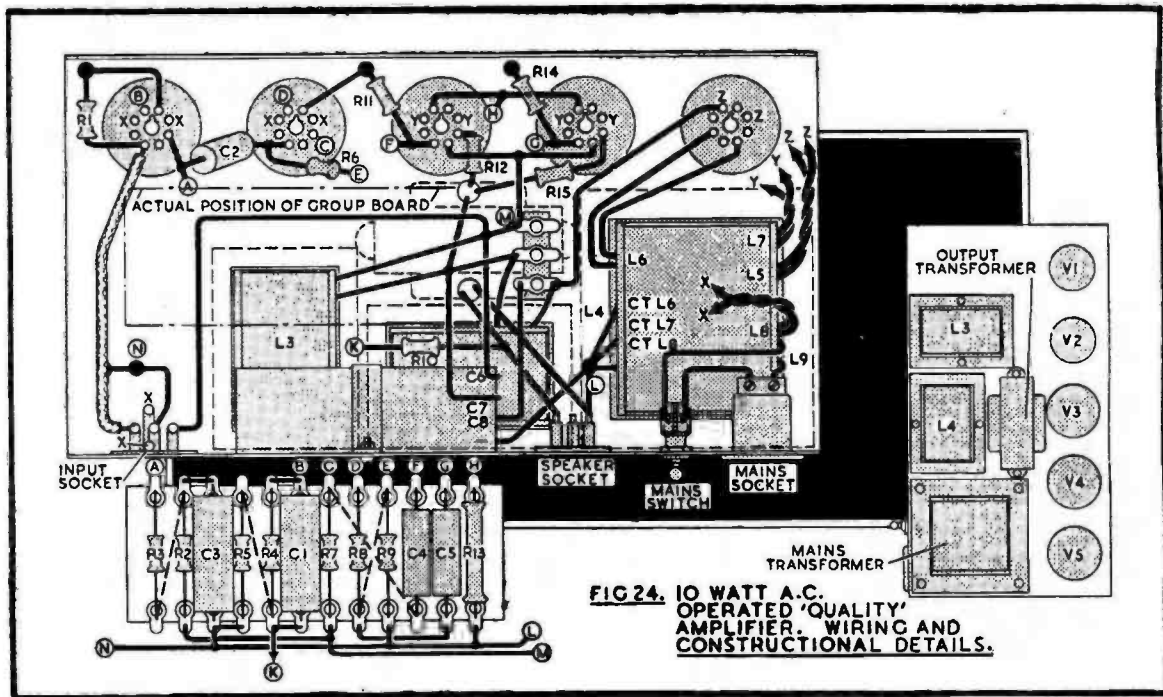 R1
B
X
X
C2
A
D
X
X
C
R6
E
R11
F
Y
Y
R12
H
R14
Y
G
R15
Z
Z
Z
Z
Y
Y
ACTUAL POSITION OF GROUP BOARD
M
L6
L7
L5
L4
CT L6
CT L7
CT L8
X
X
L8
L9
L3
K
R10
C6
C7
C8
L
N
X
X
INPUT SOCKET
SPEAKER SOCKET
MAINS SWITCH
MAINS SOCKET
A B C D E F G H
R3 R2 C3 R5 R4 C1 R7 R8 R9 C4 C5 R13
N
K
L
M
OUTPUT TRANSFORMER
L3
L4
V1
V2
V3
V4
V5
MAINS TRANSFORMER
FIG 24. 10 WATT A.C.
OPERATED 'QUALITY'
AMPLIFIER. WIRING AND
CONSTRUCTIONAL DETAILS.